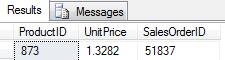 Results Messages
ProductID UnitPrice SalesOrderID
873 1.3282 51837